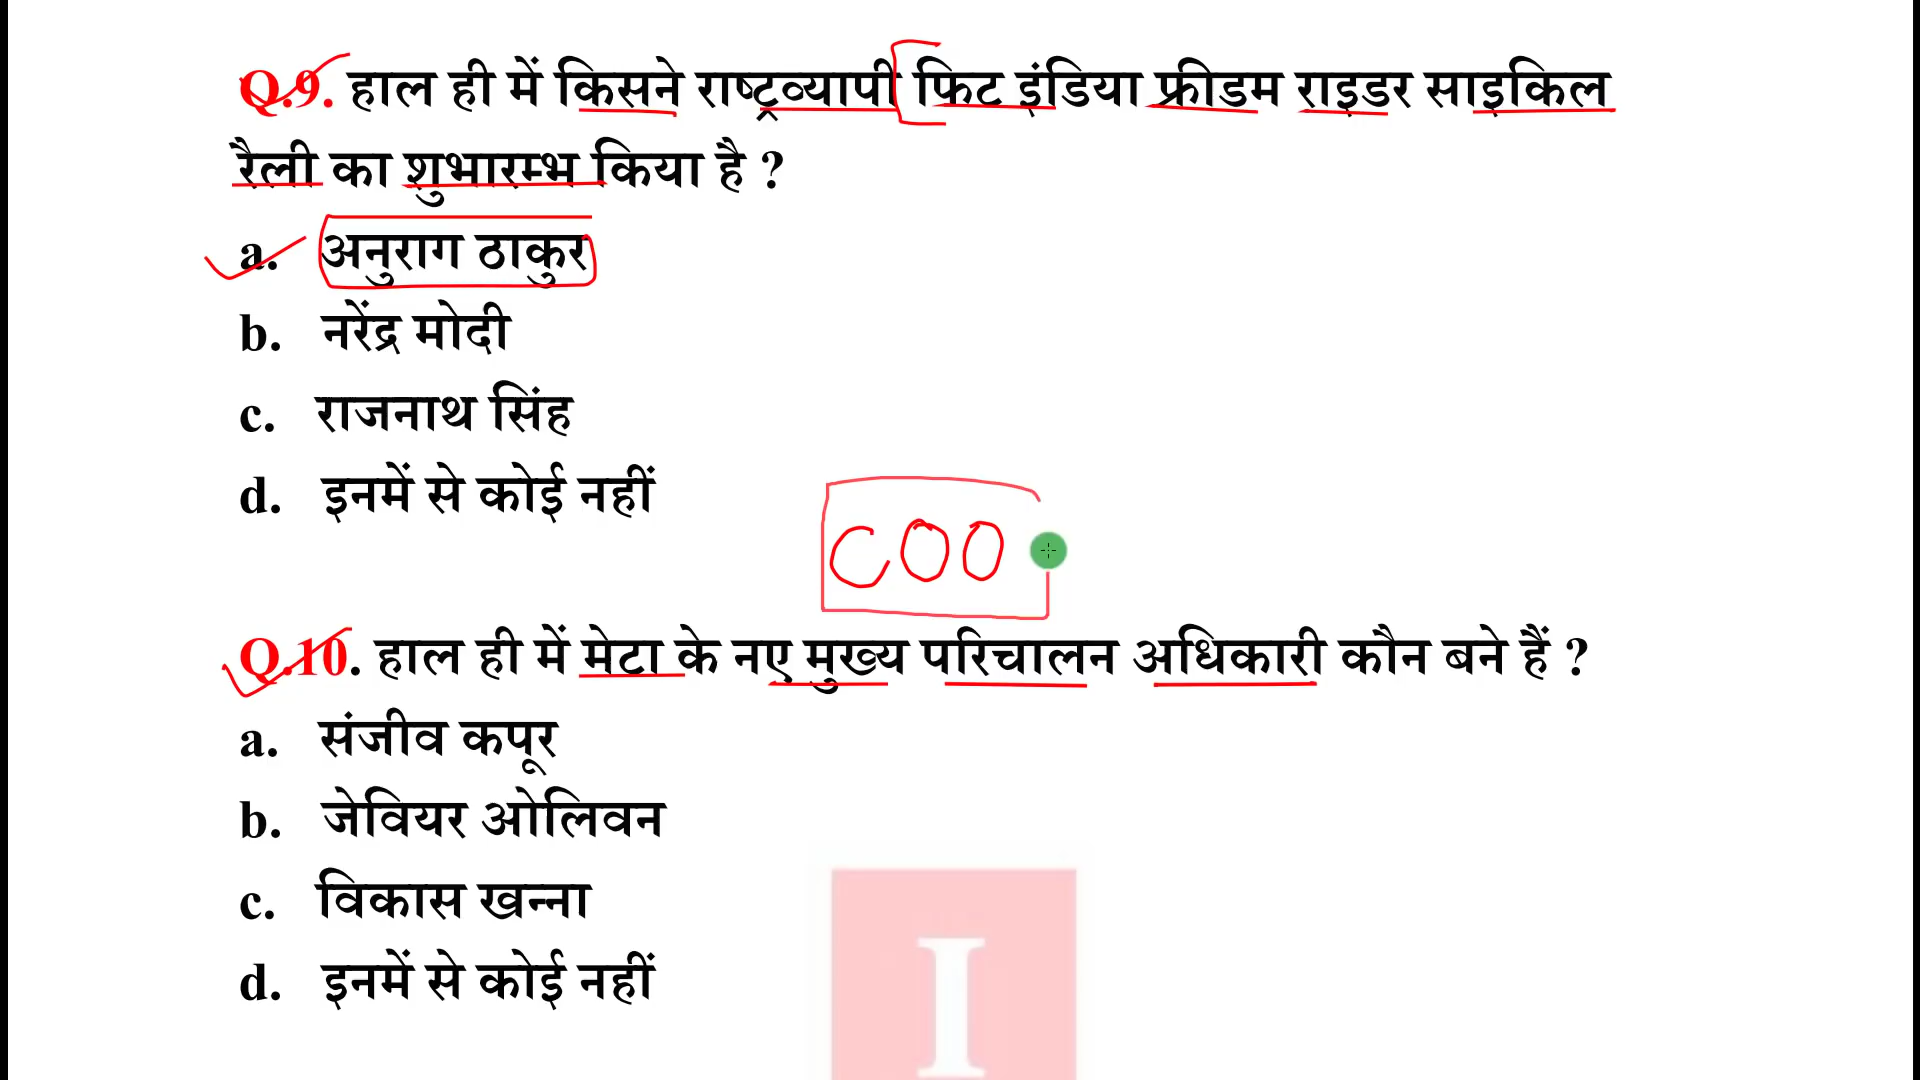 Q.9. हाल ही में किसने राष्ट्रव्यापी फिट इंडिया फ्रीडम राइडर साइकिल
रैली का शुभारम्भ किया है ?
a. अनुराग ठाकुर
b. नरेंद्र मोदी
c. राजनाथ सिंह
d. इनमें से कोई नहीं
COO
Q.10. हाल ही में मेटा के नए मुख्य परिचालन अधिकारी कौन बने हैं ?
a. संजीव कपूर
b. जेवियर ओलिवन
c. विकास खन्ना
d. इनमें से कोई नहीं
I